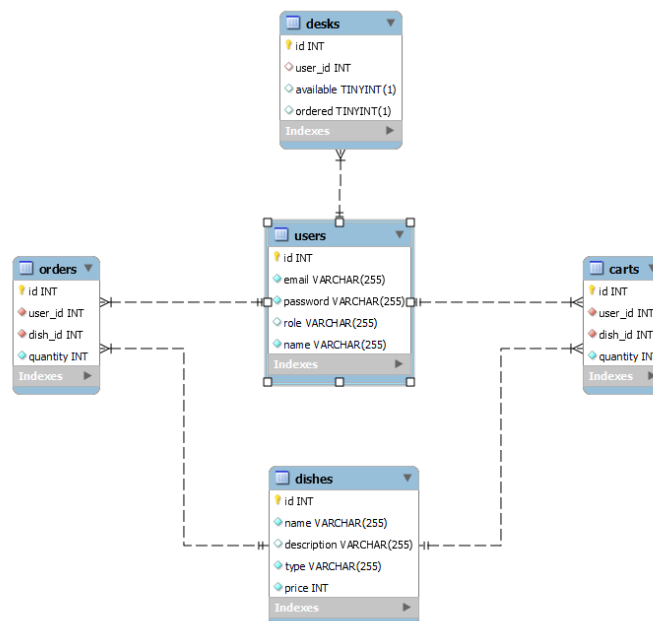 desks
id INT
user_id INT
available TINYINT(1)
ordered TINYINT(1)
Indexes
users
id INT
email VARCHAR(255)
password VARCHAR(255)
role VARCHAR(255)
name VARCHAR(255)
Indexes
orders
id INT
user_id INT
dish_id INT
quantity INT
Indexes
carts
id INT
user_id INT
dish_id INT
quantity INT
Indexes
dishes
id INT
name VARCHAR(255)
description VARCHAR(255)
type VARCHAR(255)
price INT
Indexes